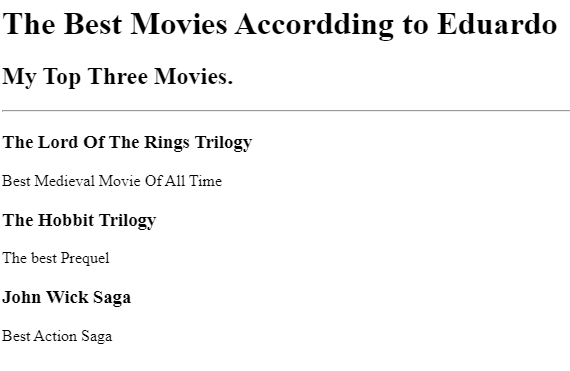 The Best Movies Accordding to Eduardo
My Top Three Movies.
The Lord Of The Rings Trilogy
Best Medieval Movie Of All Time
The Hobbit Trilogy
The best Prequel
John Wick Saga
Best Action Saga